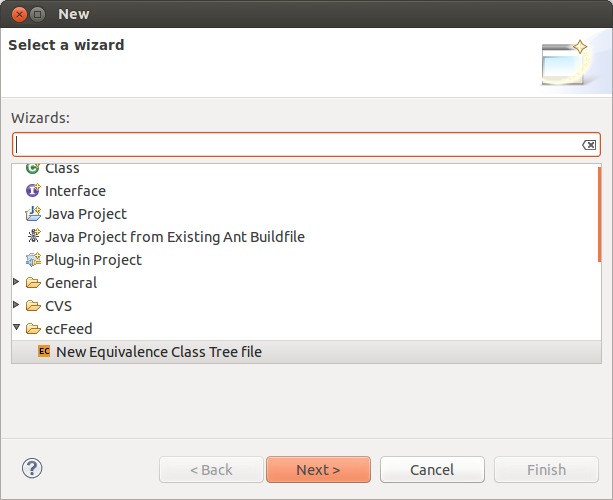 New
Select a wizard
Wizards:
Class
Interface
Java Project
Java Project from Existing Ant Buildfile
Plug-in Project
General
CVS
ecFeed
EC New Equivalence Class Tree file
? < Back Next > Cancel Finish